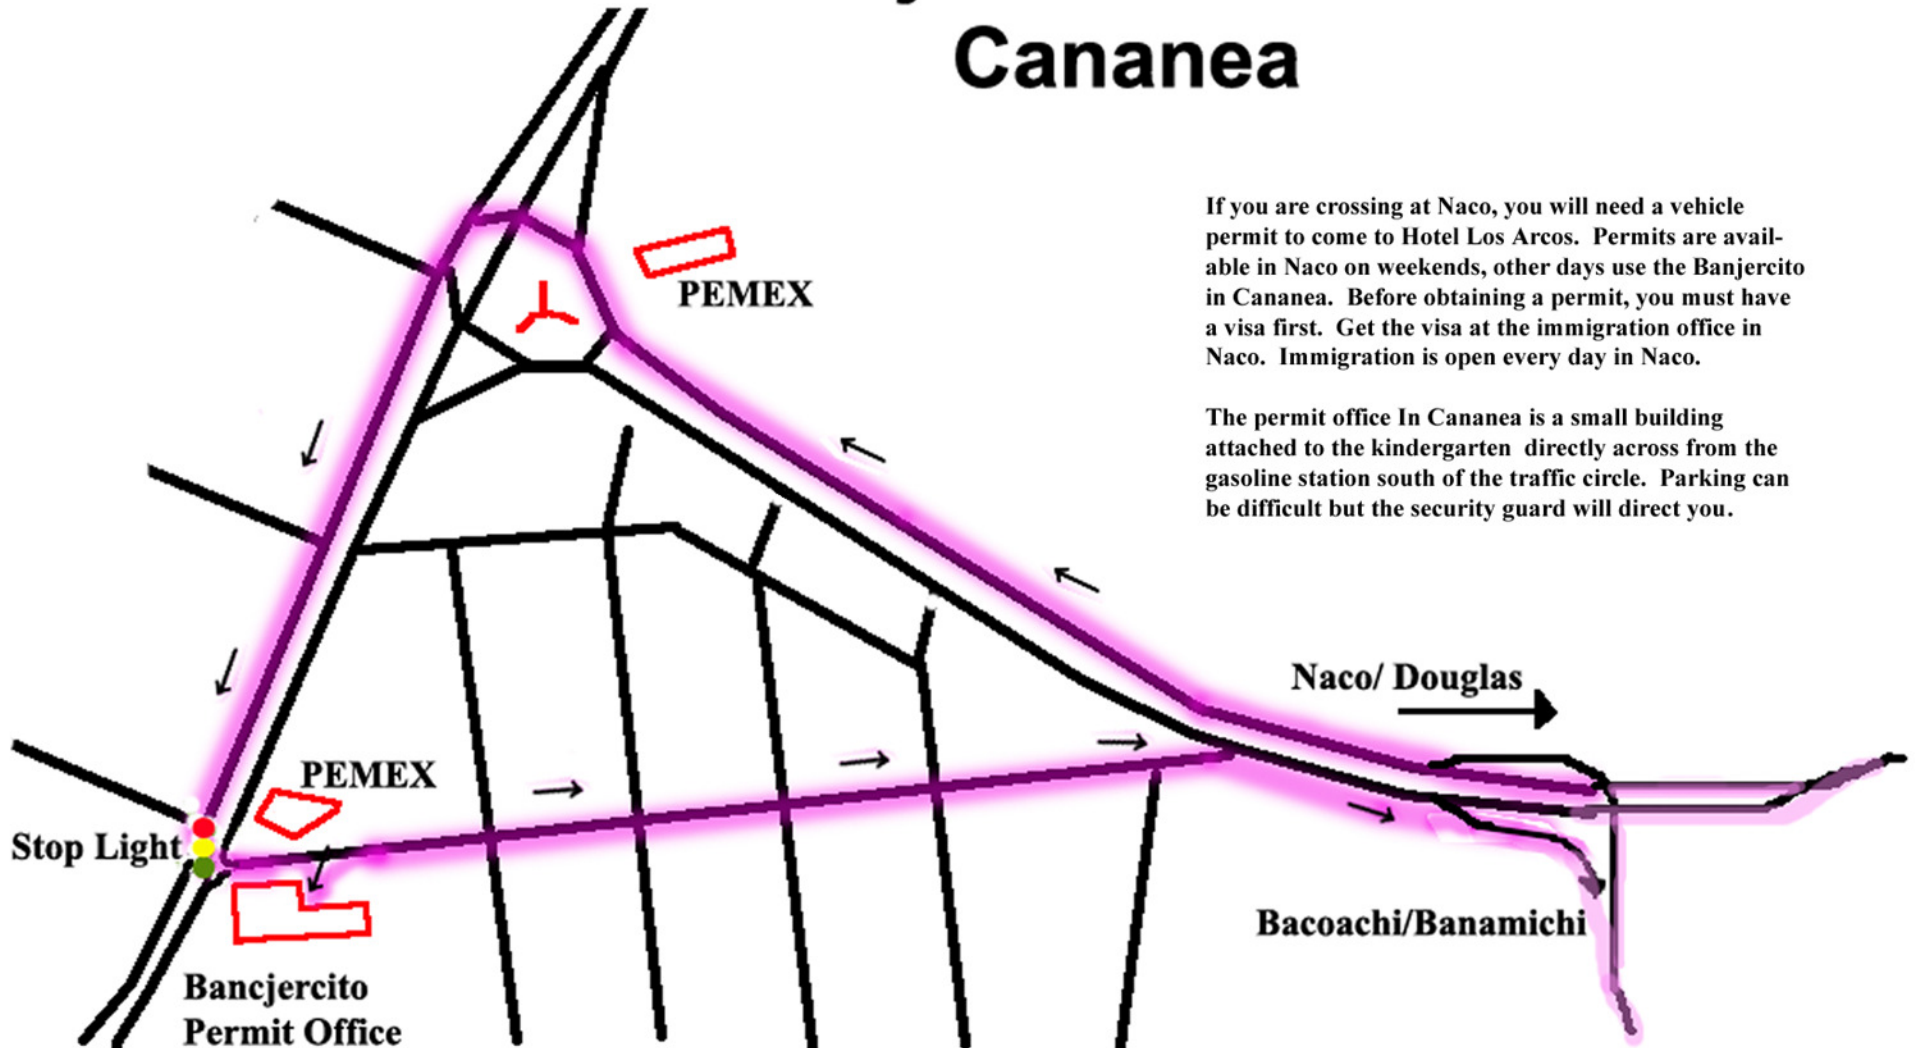 Cananea
If you are crossing at Naco, you will need a vehicle
permit to come to Hotel Los Arcos.  Permits are avail-
able in Naco on weekends, other days use the Banjercito
in Cananea.  Before obtaining a permit, you must have
a visa first.  Get the visa at the immigration office in
Naco.  Immigration is open every day in Naco.
The permit office In Cananea is a small building
attached to the kindergarten  directly across from the
gasoline station south of the traffic circle.  Parking can
be difficult but the security guard will direct you.
PEMEX
Naco/ Douglas
PEMEX
Stop Light
Bacoachi/Banamichi
Bancjercito
Permit Office